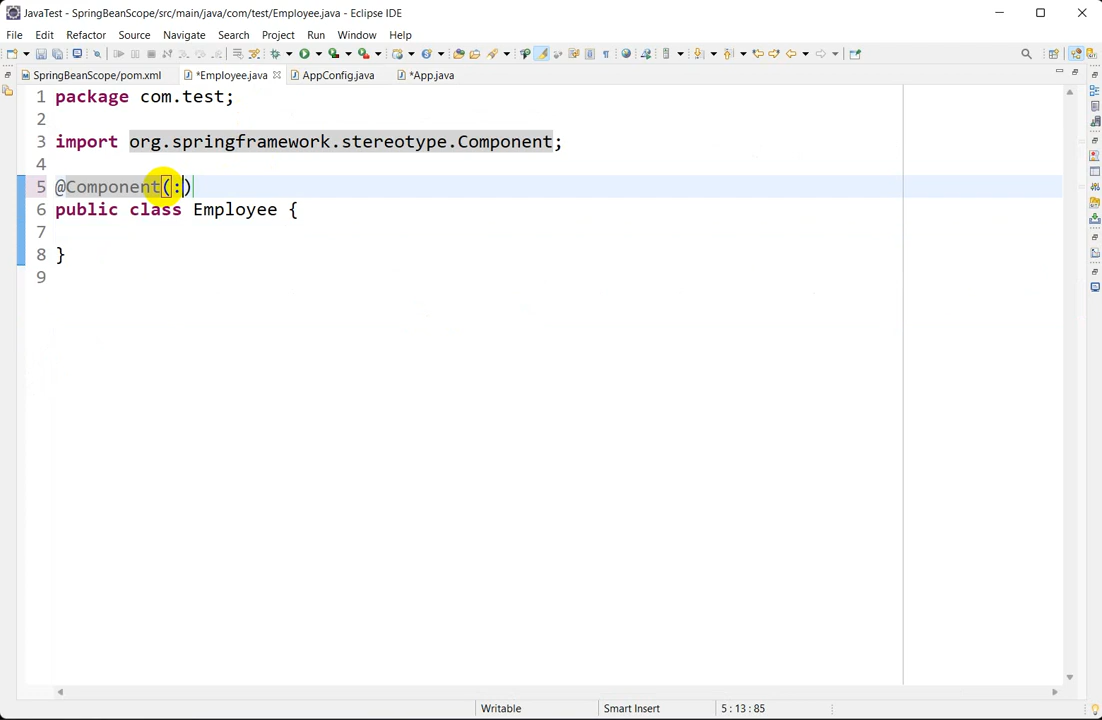 JavaTest - SpringBeanScope/src/main/java/com/test/Employee.java - Eclipse IDE
File Edit Refactor Source Navigate Search Project Run Window Help
SpringBeanScope/pom.xml *Employee.java AppConfig.java *App.java
1 package com.test;
2
3 import org.springframework.stereotype.Component;
4
5 @Component(:)
6 public class Employee {
7
8 }
9
Writable Smart Insert 5 : 13 : 85